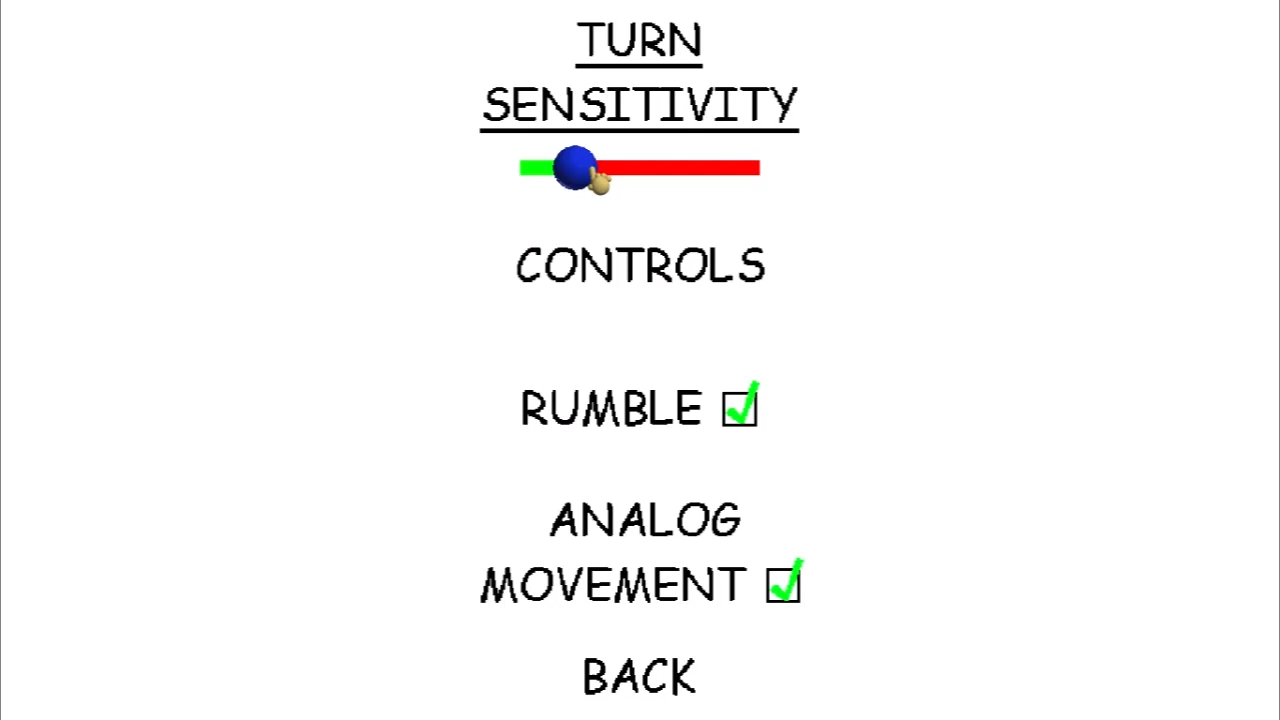 TURN
SENSITIVITY
CONTROLS
RUMBLE
ANALOG
MOVEMENT
BACK